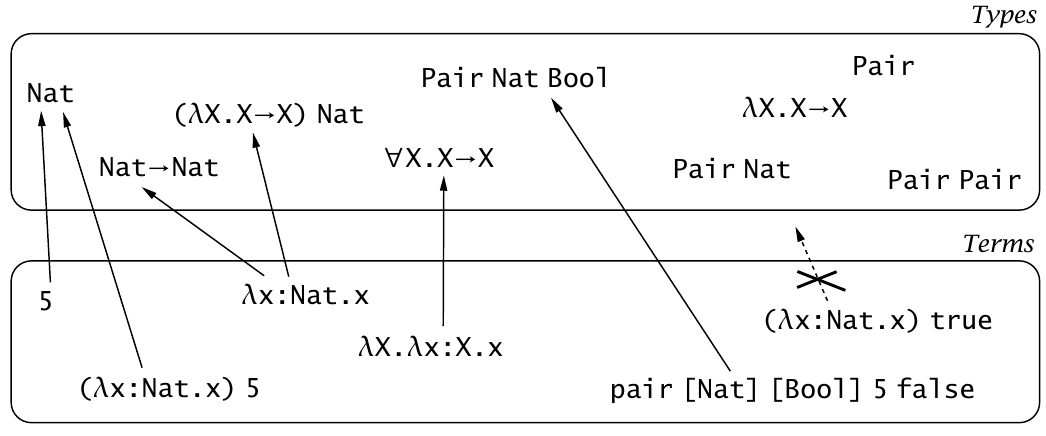 Types
Pair
Pair Nat Bool
Nat
λX.X→X
(λX.X→X) Nat
∀X.X→X
Nat→Nat
Pair Nat
Pair Pair
Terms
5
λx:Nat.x
(λx:Nat.x) true
λX.λx:X.x
(λx:Nat.x) 5
pair [Nat] [Bool] 5 false